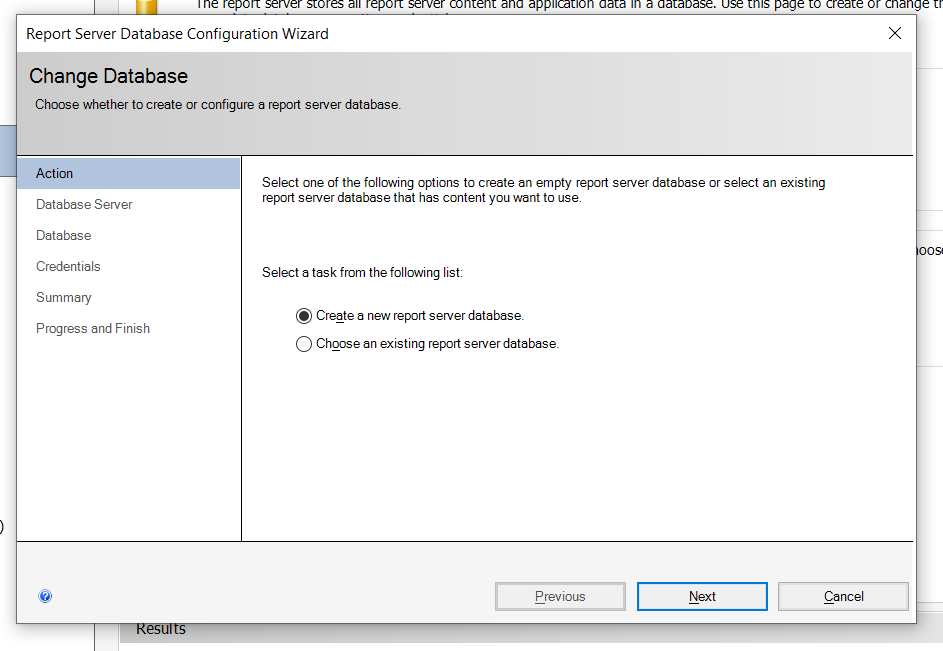 The report server stores all report server content and application data in a database. Use this page to create or change
Report Server Database Configuration Wizard
Change Database
Choose whether to create or configure a report server database.
Action
Database Server
Database
Credentials
Summary
Progress and Finish
Select one of the following options to create an empty report server database or select an existing
report server database that has content you want to use.
Select a task from the following list:
Create a new report server database.
Choose an existing report server database.
Previous
Next
Cancel
Results